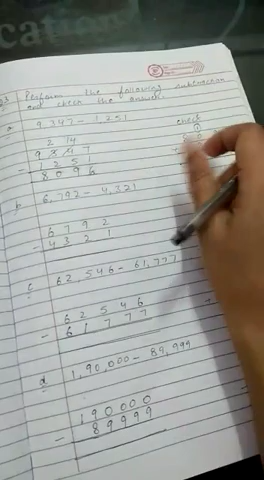 cation
Q3 Perform the following subtraction
and check the answer.
a 9,347 - 1,251 check
2 14
9 3 4 7
- 1 2 5 1
8 0 9 6
b 6,792 - 4,321
6 7 9 2
- 4 3 2 1
c 62,546 - 61,777
6 2 5 4 6
- 6 1 7 7 7
d 1,90,000 - 89,999
1 9 0 0 0 0
- 8 9 9 9 9